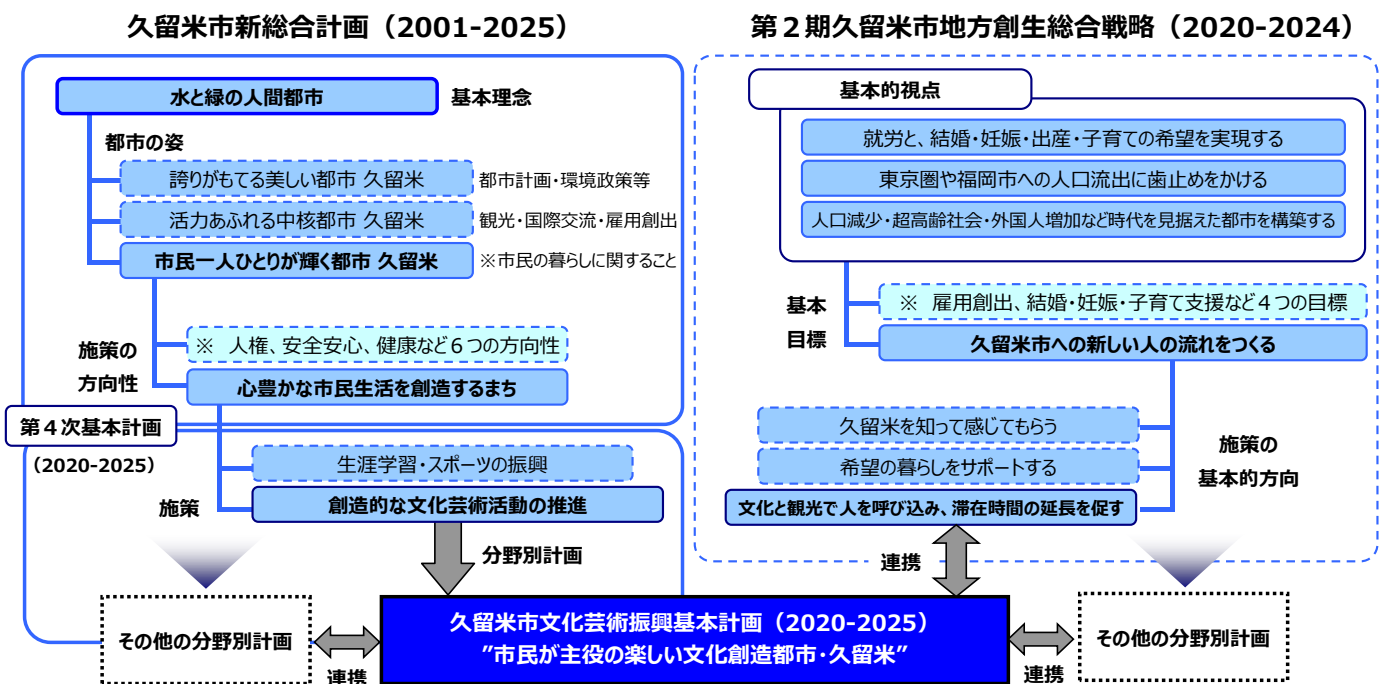 久留米市新総合計画（2001-2025）
水と緑の人間都市
基本理念
都市の姿
誇りがもてる美しい都市 久留米
都市計画・環境政策等
活力あふれる中核都市 久留米
観光・国際交流・雇用創出
市民一人ひとりが輝く都市 久留米
※市民の暮らしに関すること
施策の
方向性
※　人権、安全安心、健康など６つの方向性
心豊かな市民生活を創造するまち
第４次基本計画
（2020-2025）
生涯学習・スポーツの振興
施策
創造的な文化芸術活動の推進
分野別計画
第２期久留米市地方創生総合戦略（2020-2024）
基本的視点
就労と、結婚・妊娠・出産・子育ての希望を実現する
東京圏や福岡市への人口流出に歯止めをかける
人口減少・超高齢社会・外国人増加など時代を見据えた都市を構築する
基本
目標
※　雇用創出、結婚・妊娠・子育て支援など４つの目標
久留米市への新しい人の流れをつくる
久留米を知って感じてもらう
希望の暮らしをサポートする
文化と観光で人を呼び込み、滞在時間の延長を促す
施策の
基本的方向
連携
その他の分野別計画
連携
久留米市文化芸術振興基本計画（2020-2025）
”市民が主役の楽しい文化創造都市・久留米”
連携
その他の分野別計画